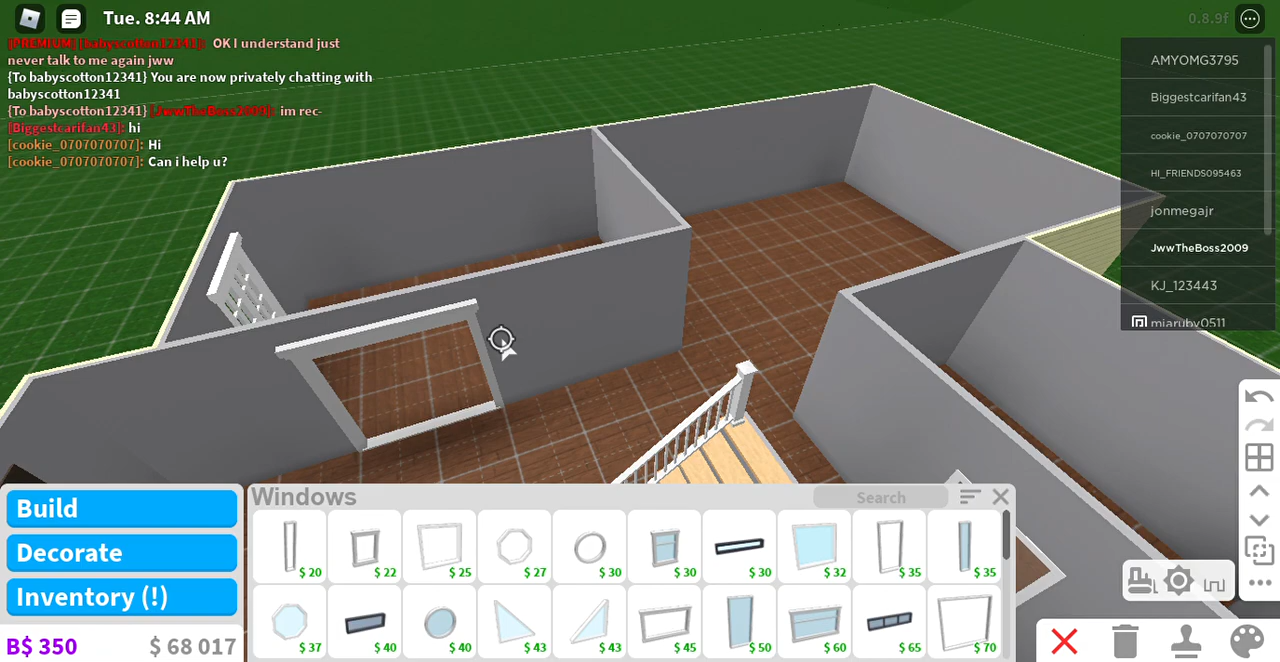 Tue. 8:44 AM
0.8.9f
[PREMIUM] [babyscotton12341]: OK I understand just
never talk to me again jww
{To babyscotton12341} You are now privately chatting with
babyscotton12341
{To babyscotton12341} [JwwTheBoss2009]: im rec-
[Biggestcarifan43]: hi
[cookie_0707070707]: Hi
[cookie_0707070707]: Can i help u?
AMYOMG3795
Biggestcarifan43
cookie_0707070707
HI_FRIENDS095463
jonmegajr
JwwTheBoss2009
KJ_123443
miaruby0511
Build
Decorate
Inventory (!)
B$ 350 $ 68 017
Windows Search
$ 20 $ 22 $ 25 $ 27 $ 30 $ 30 $ 30 $ 32 $ 35 $ 35
$ 37 $ 40 $ 40 $ 43 $ 43 $ 45 $ 50 $ 60 $ 65 $ 70